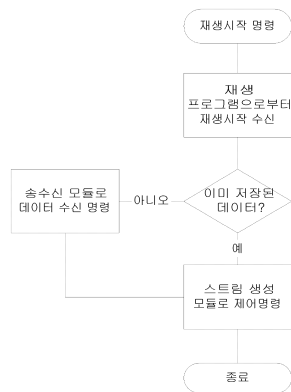 재생시작 명령
재생
프로그램으로부터
재생시작 수신
이미 저장된
데이터?
아니오
송수신 모듈로
데이터 수신 명령
예
스트림 생성
모듈로 제어명령
종료